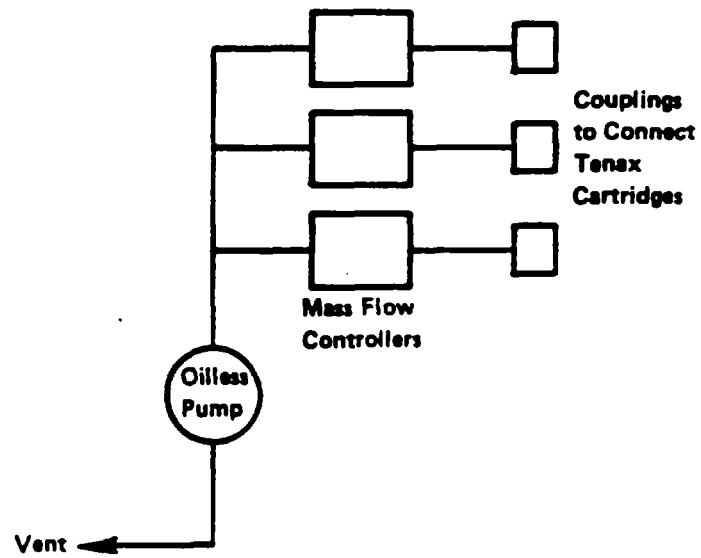 Couplings
to Connect
Tenax
Cartridges
Mass Flow
Controllers
Oilless
Pump
Vent